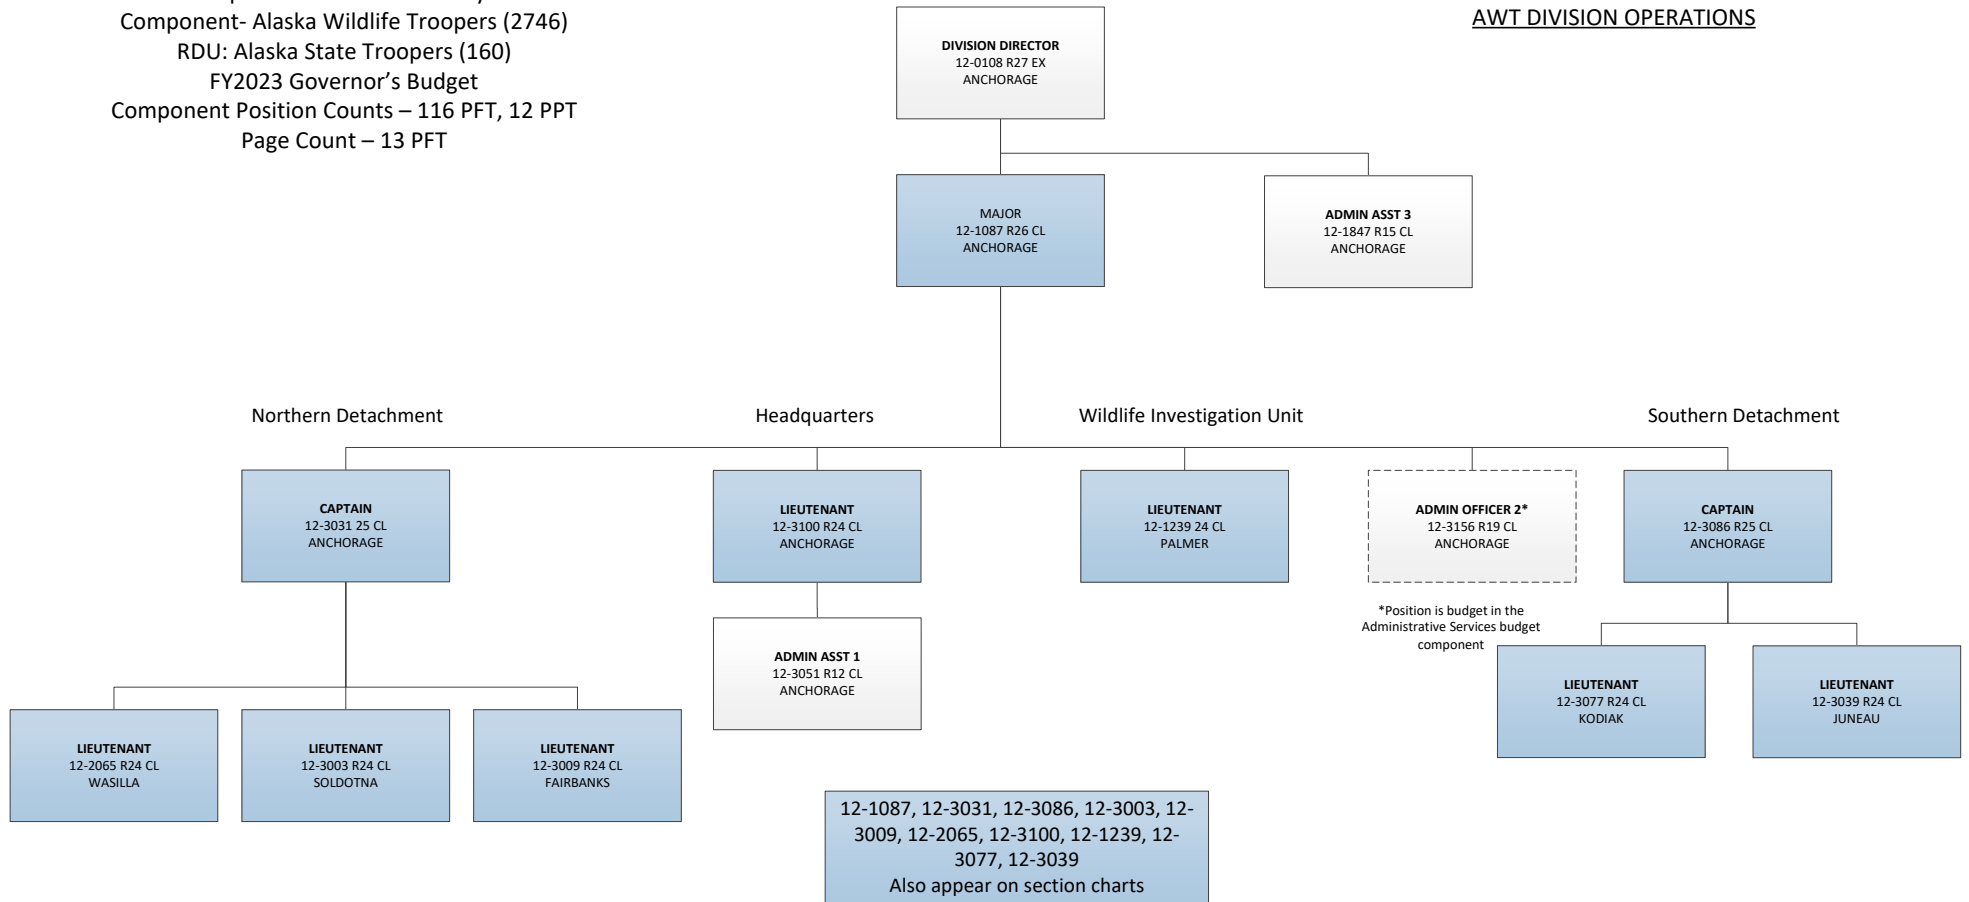 Component- Alaska Wildlife Troopers (2746)
RDU: Alaska State Troopers (160)
FY2023 Governor’s Budget
Component Position Counts – 116 PFT, 12 PPT
Page Count – 13 PFT
AWT DIVISION OPERATIONS
DIVISION DIRECTOR
12-0108 R27 EX
ANCHORAGE
MAJOR
12-1087 R26 CL
ANCHORAGE
ADMIN ASST 3
12-1847 R15 CL
ANCHORAGE
Northern Detachment
Headquarters
Wildlife Investigation Unit
Southern Detachment
CAPTAIN
12-3031 25 CL
ANCHORAGE
LIEUTENANT
12-3100 R24 CL
ANCHORAGE
LIEUTENANT
12-1239 24 CL
PALMER
ADMIN OFFICER 2*
12-3156 R19 CL
ANCHORAGE
CAPTAIN
12-3086 R25 CL
ANCHORAGE
*Position is budget in the
Administrative Services budget
component
ADMIN ASST 1
12-3051 R12 CL
ANCHORAGE
LIEUTENANT
12-3077 R24 CL
KODIAK
LIEUTENANT
12-3039 R24 CL
JUNEAU
LIEUTENANT
12-2065 R24 CL
WASILLA
LIEUTENANT
12-3003 R24 CL
SOLDOTNA
LIEUTENANT
12-3009 R24 CL
FAIRBANKS
12-1087, 12-3031, 12-3086, 12-3003, 12-
3009, 12-2065, 12-3100, 12-1239, 12-
3077, 12-3039
Also appear on section charts